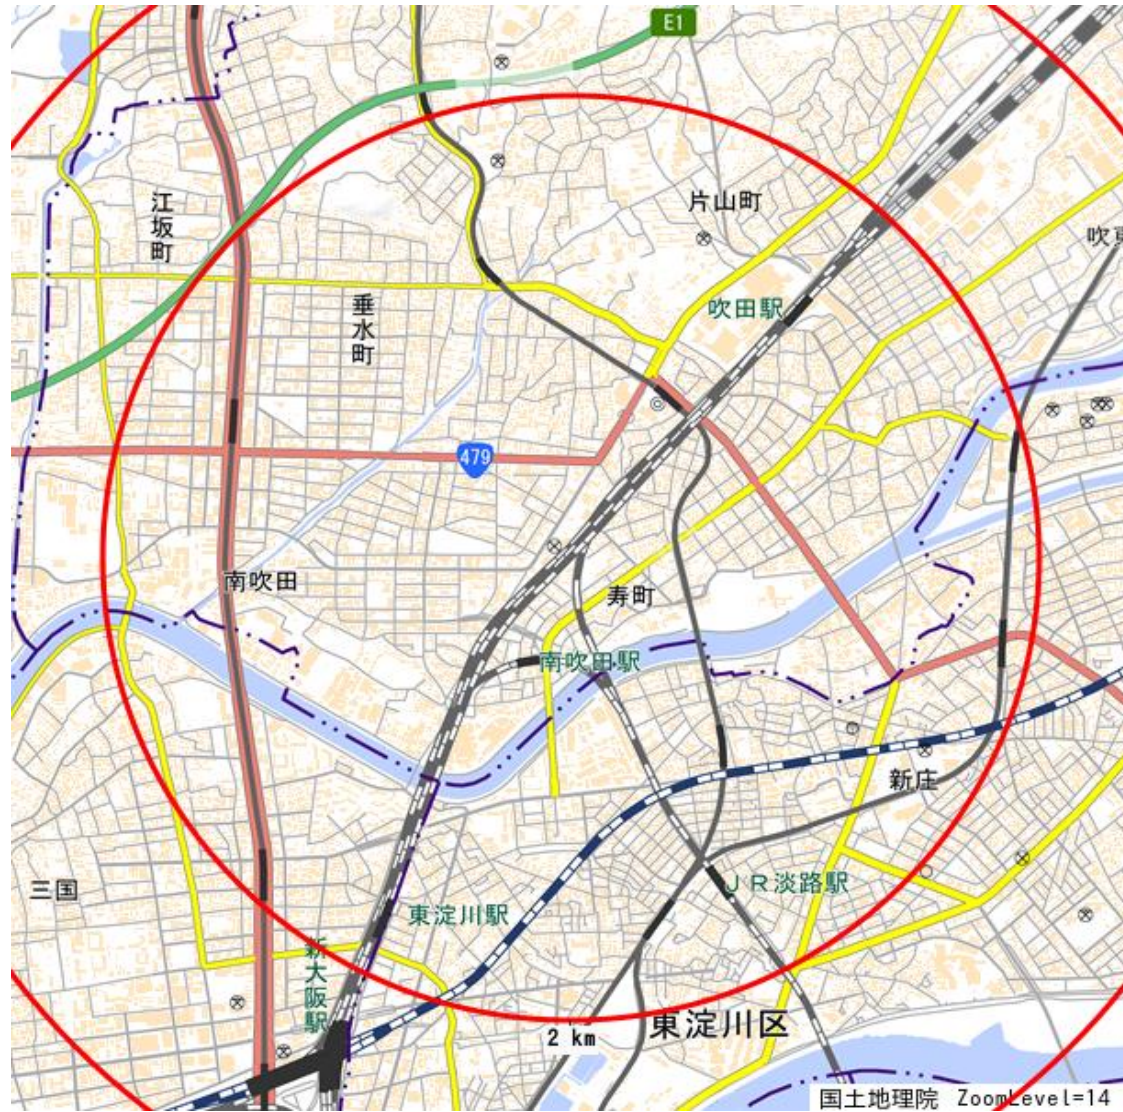 E1
片山町
江坂町
吹東
吹田駅
垂水町
479
南吹田
寿町
南吹田駅
新庄
JR淡路駅
三国
東淀川駅
新大阪駅
東淀川区
2 km
国土地理院 ZoomLevel=14